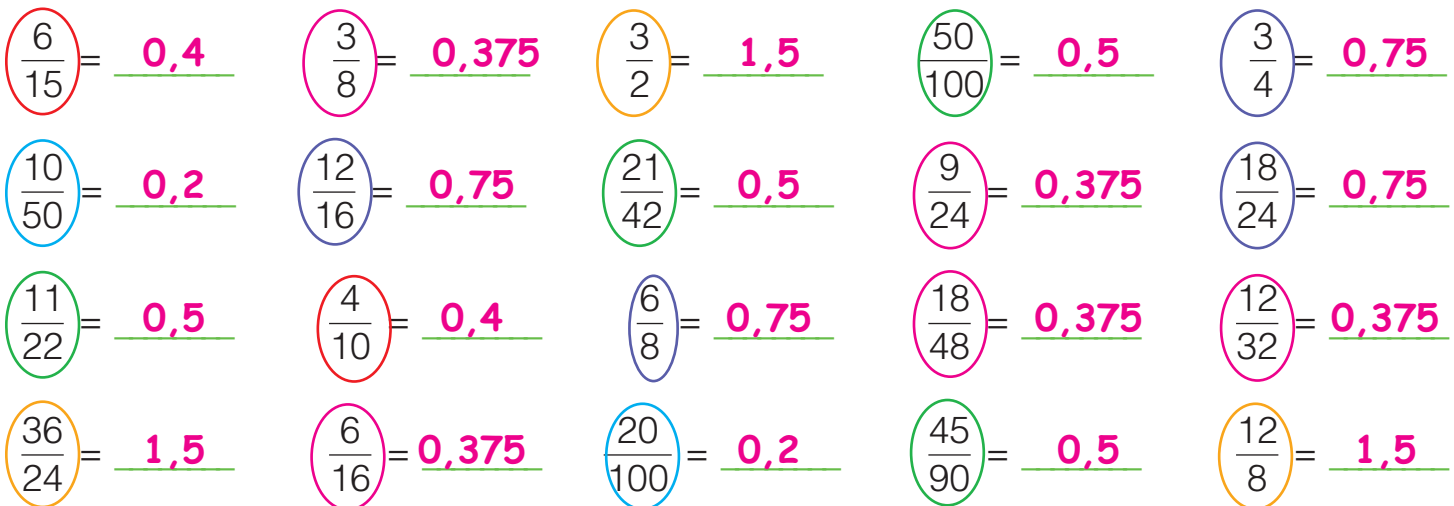 6/15 = 0,4 3/8 = 0,375 3/2 = 1,5 50/100 = 0,5 3/4 = 0,75
10/50 = 0,2 12/16 = 0,75 21/42 = 0,5 9/24 = 0,375 18/24 = 0,75
11/22 = 0,5 4/10 = 0,4 6/8 = 0,75 18/48 = 0,375 12/32 = 0,375
36/24 = 1,5 6/16 = 0,375 20/100 = 0,2 45/90 = 0,5 12/8 = 1,5